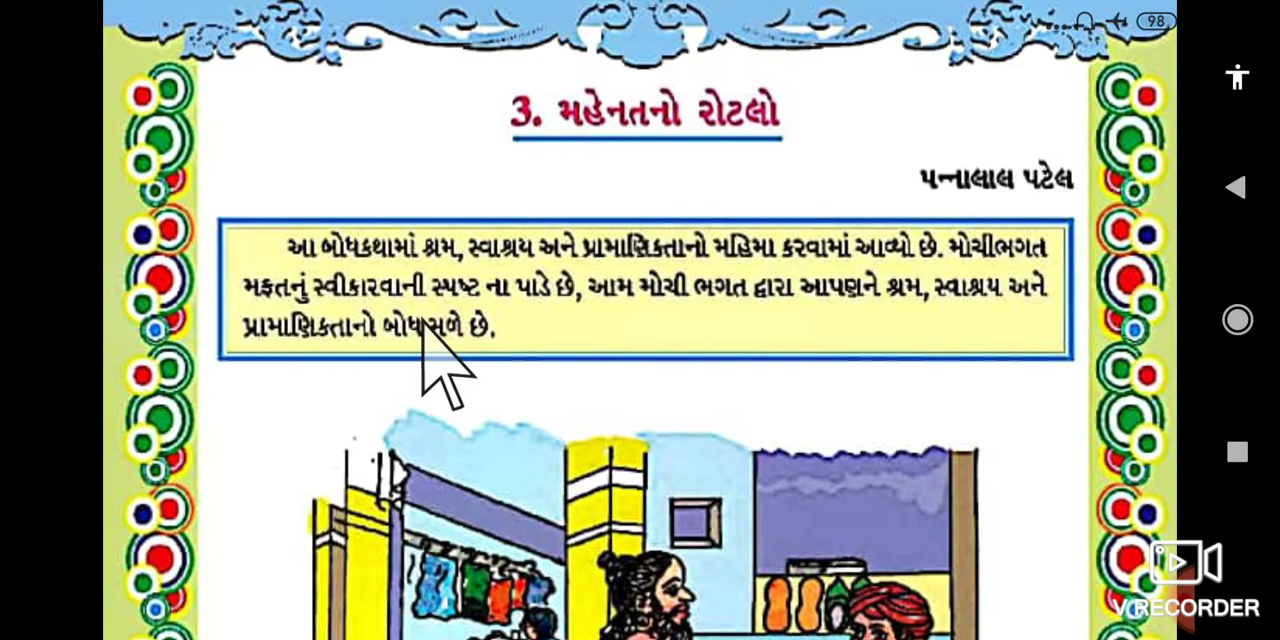 98
3. મહેનતનો રોટલો
પન્નાલાલ પટેલ
આ બોધકથામાં શ્રમ, સ્વાશ્રય અને પ્રામાણિકતાનો મહિમા કરવામાં આવ્યો છે. મોચીભગત
મફતનું સ્વીકારવાની સ્પષ્ટ ના પાડે છે, આમ મોચી ભગત દ્વારા આપણને શ્રમ, સ્વાશ્રય અને
પ્રામાણિકતાનો બોધ મળે છે.
V RECORDER